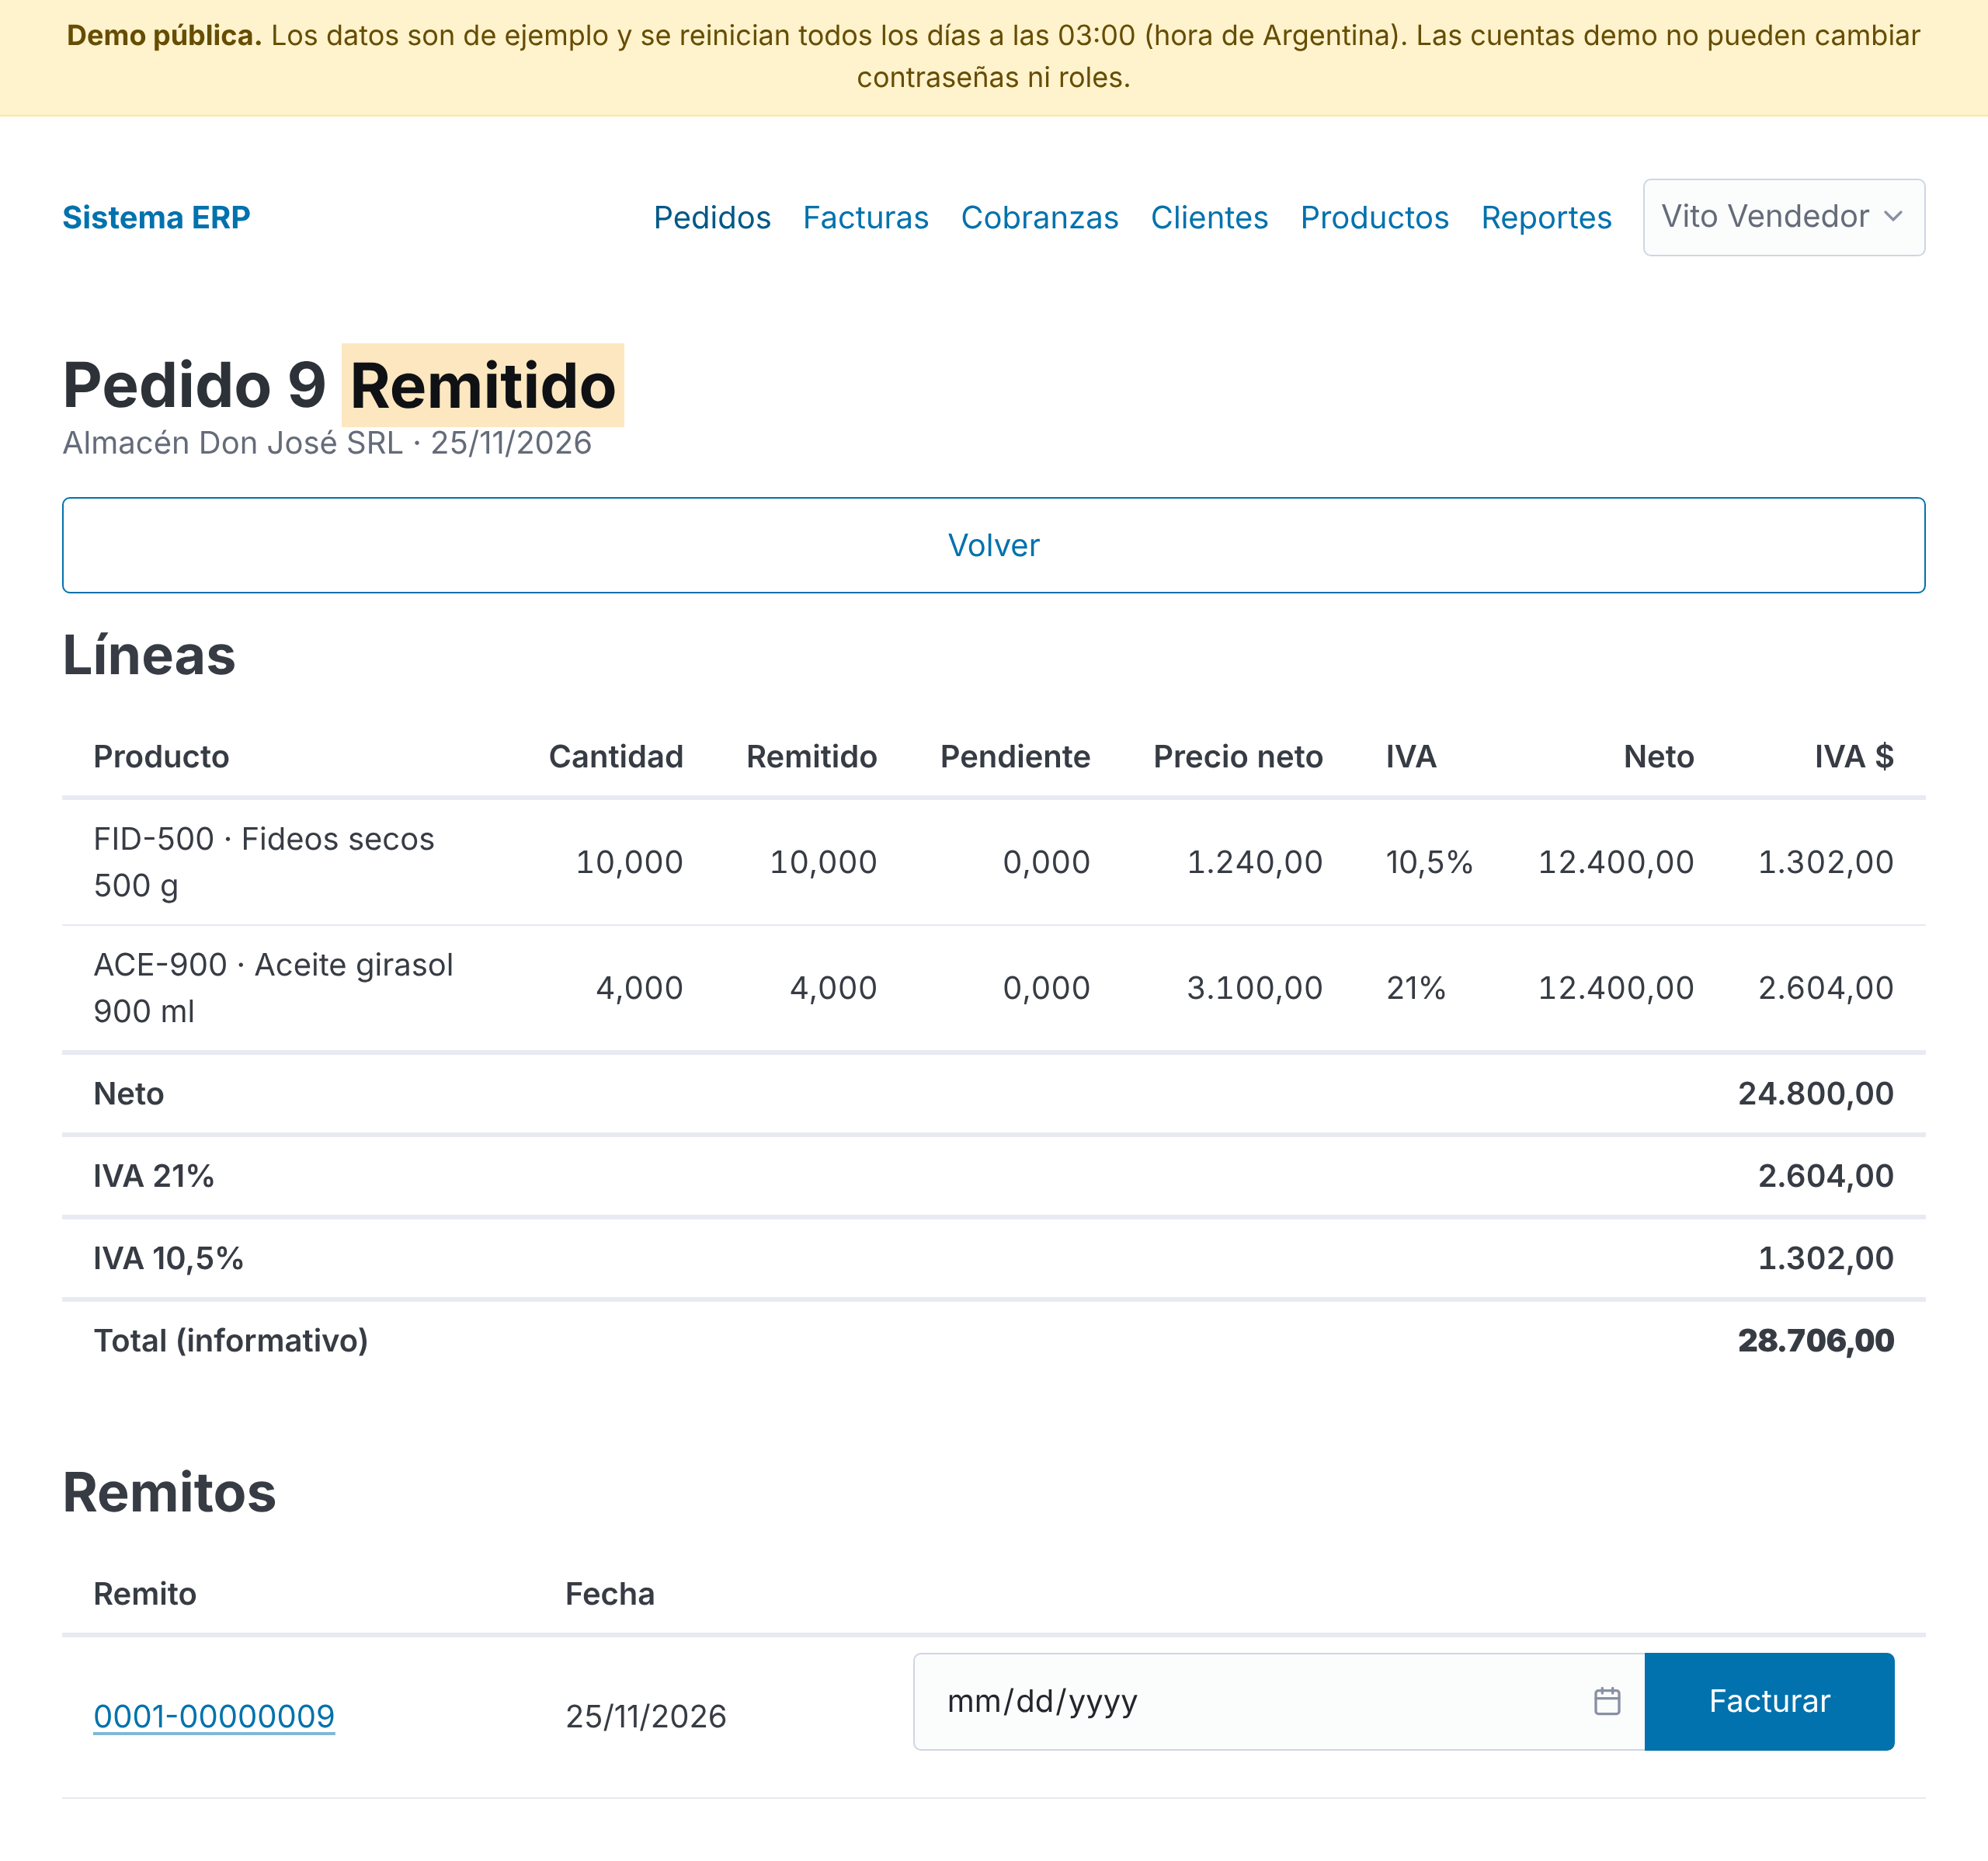 Demo pública. Los datos son de ejemplo y se reinician todos los días a las 03:00 (hora de Argentina). Las cuentas demo no pueden cambiar
contraseñas ni roles.
Sistema ERP Pedidos Facturas Cobranzas Clientes Productos Reportes Vito Vendedor
Pedido 9 Remitido
Almacén Don José SRL · 25/11/2026
Volver
Líneas
Producto Cantidad Remitido Pendiente Precio neto IVA Neto IVA $
FID-500 · Fideos secos
500 g 10,000 10,000 0,000 1.240,00 10,5% 12.400,00 1.302,00
ACE-900 · Aceite girasol
900 ml 4,000 4,000 0,000 3.100,00 21% 12.400,00 2.604,00
Neto 24.800,00
IVA 21% 2.604,00
IVA 10,5% 1.302,00
Total (informativo) 28.706,00
Remitos
Remito Fecha
0001-00000009 25/11/2026 mm/dd/yyyy Facturar